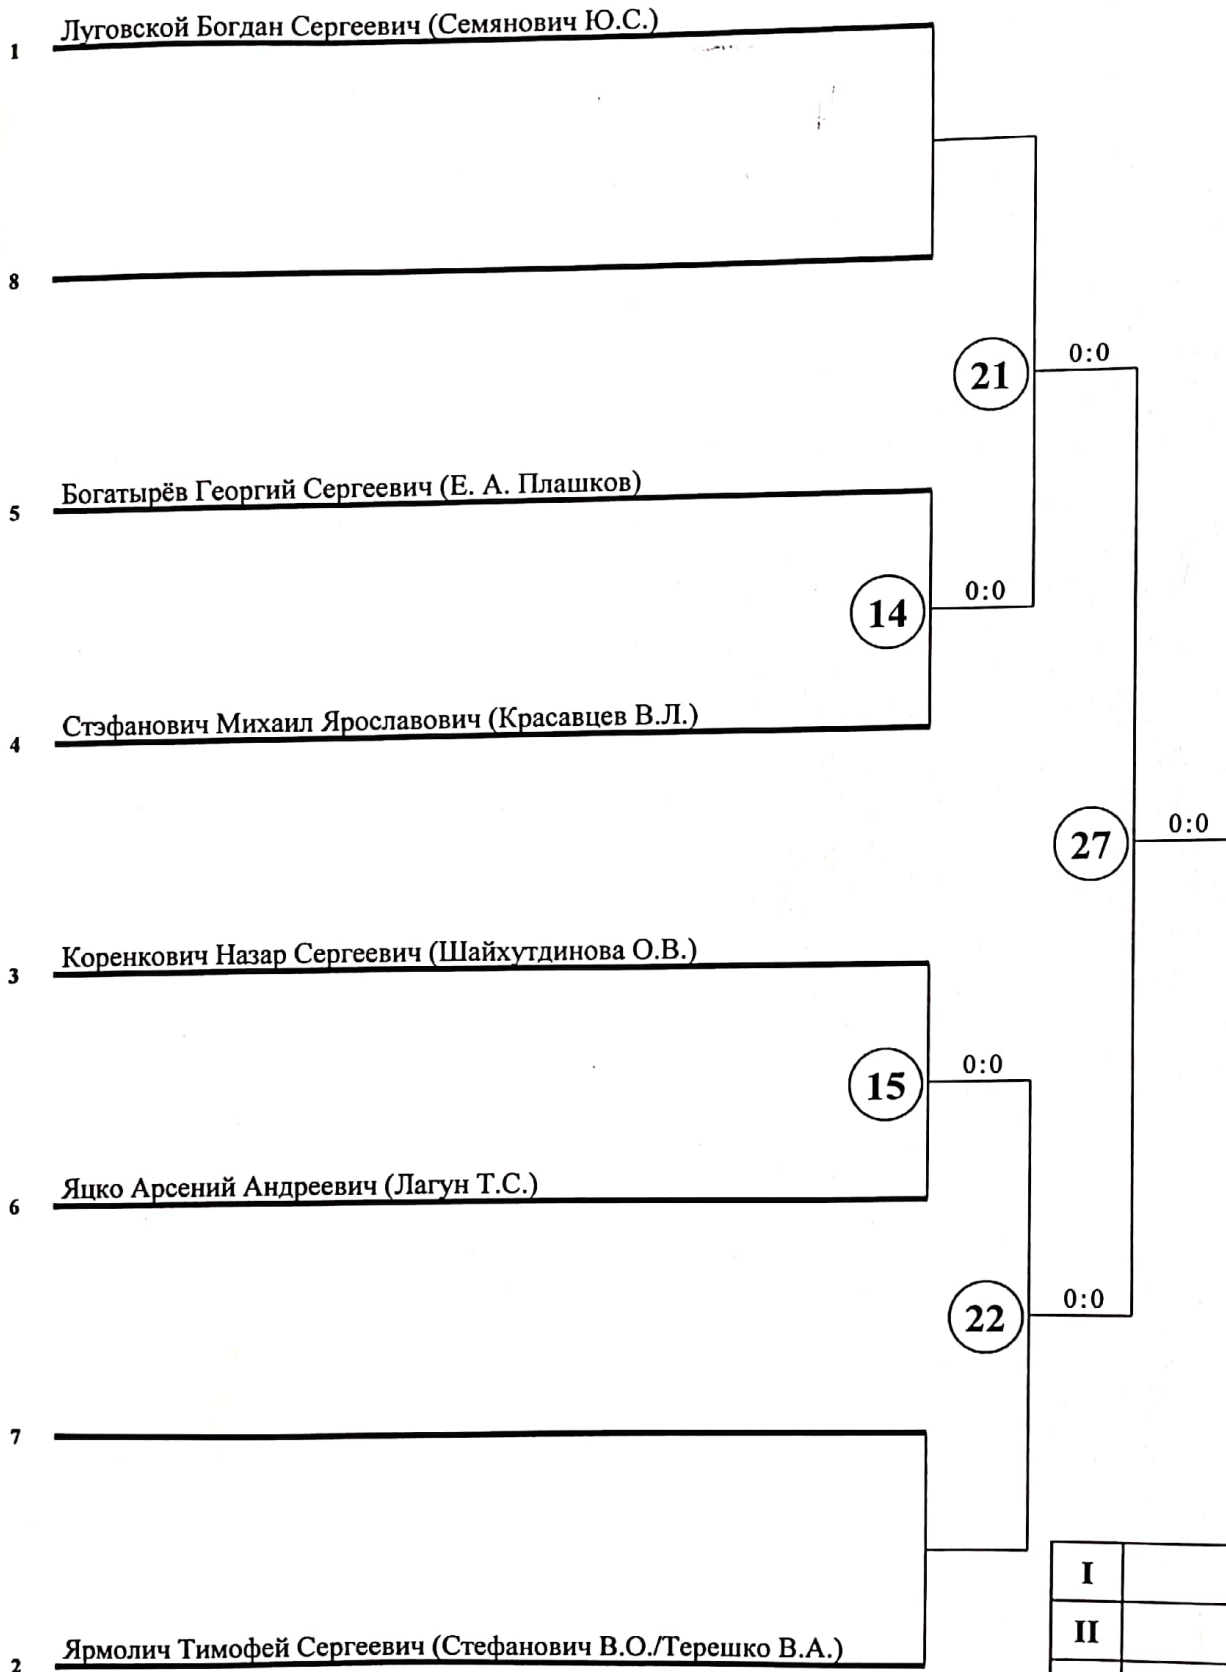 Луговской Богдан Сергеевич (Семянович Ю.С.)
1
8
21
0:0
Богатырёв Георгий Сергеевич (Е. А. Плашков)
5
14
0:0
Стэфанович Михаил Ярославович (Красавцев В.Л.)
4
27
0:0
Коренкович Назар Сергеевич (Шайхутдинова О.В.)
3
15
0:0
Яцко Арсений Андреевич (Лагун Т.С.)
6
22
0:0
7
I
II
Ярмолич Тимофей Сергеевич (Стефанович В.О./Терешко В.А.)
2